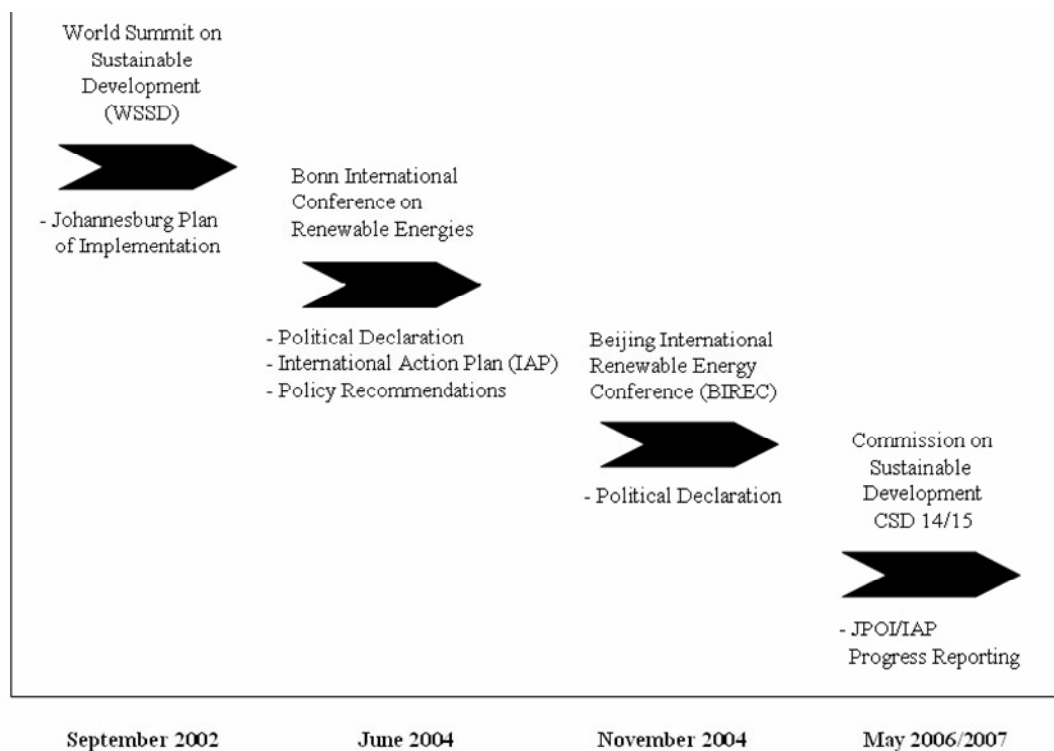 World Summit on
Sustainable
Development
(WSSD)
- Johannesburg Plan
of Implementation
Bonn International
Conference on
Renewable Energies
- Political Declaration
- International Action Plan (IAP)
- Policy Recommendations
Beijing International
Renewable Energy
Conference (BIREC)
- Political Declaration
Commission on
Sustainable
Development
CSD 14/15
- JPOI/IAP
Progress Reporting
September 2002
June 2004
November 2004
May 2006/2007